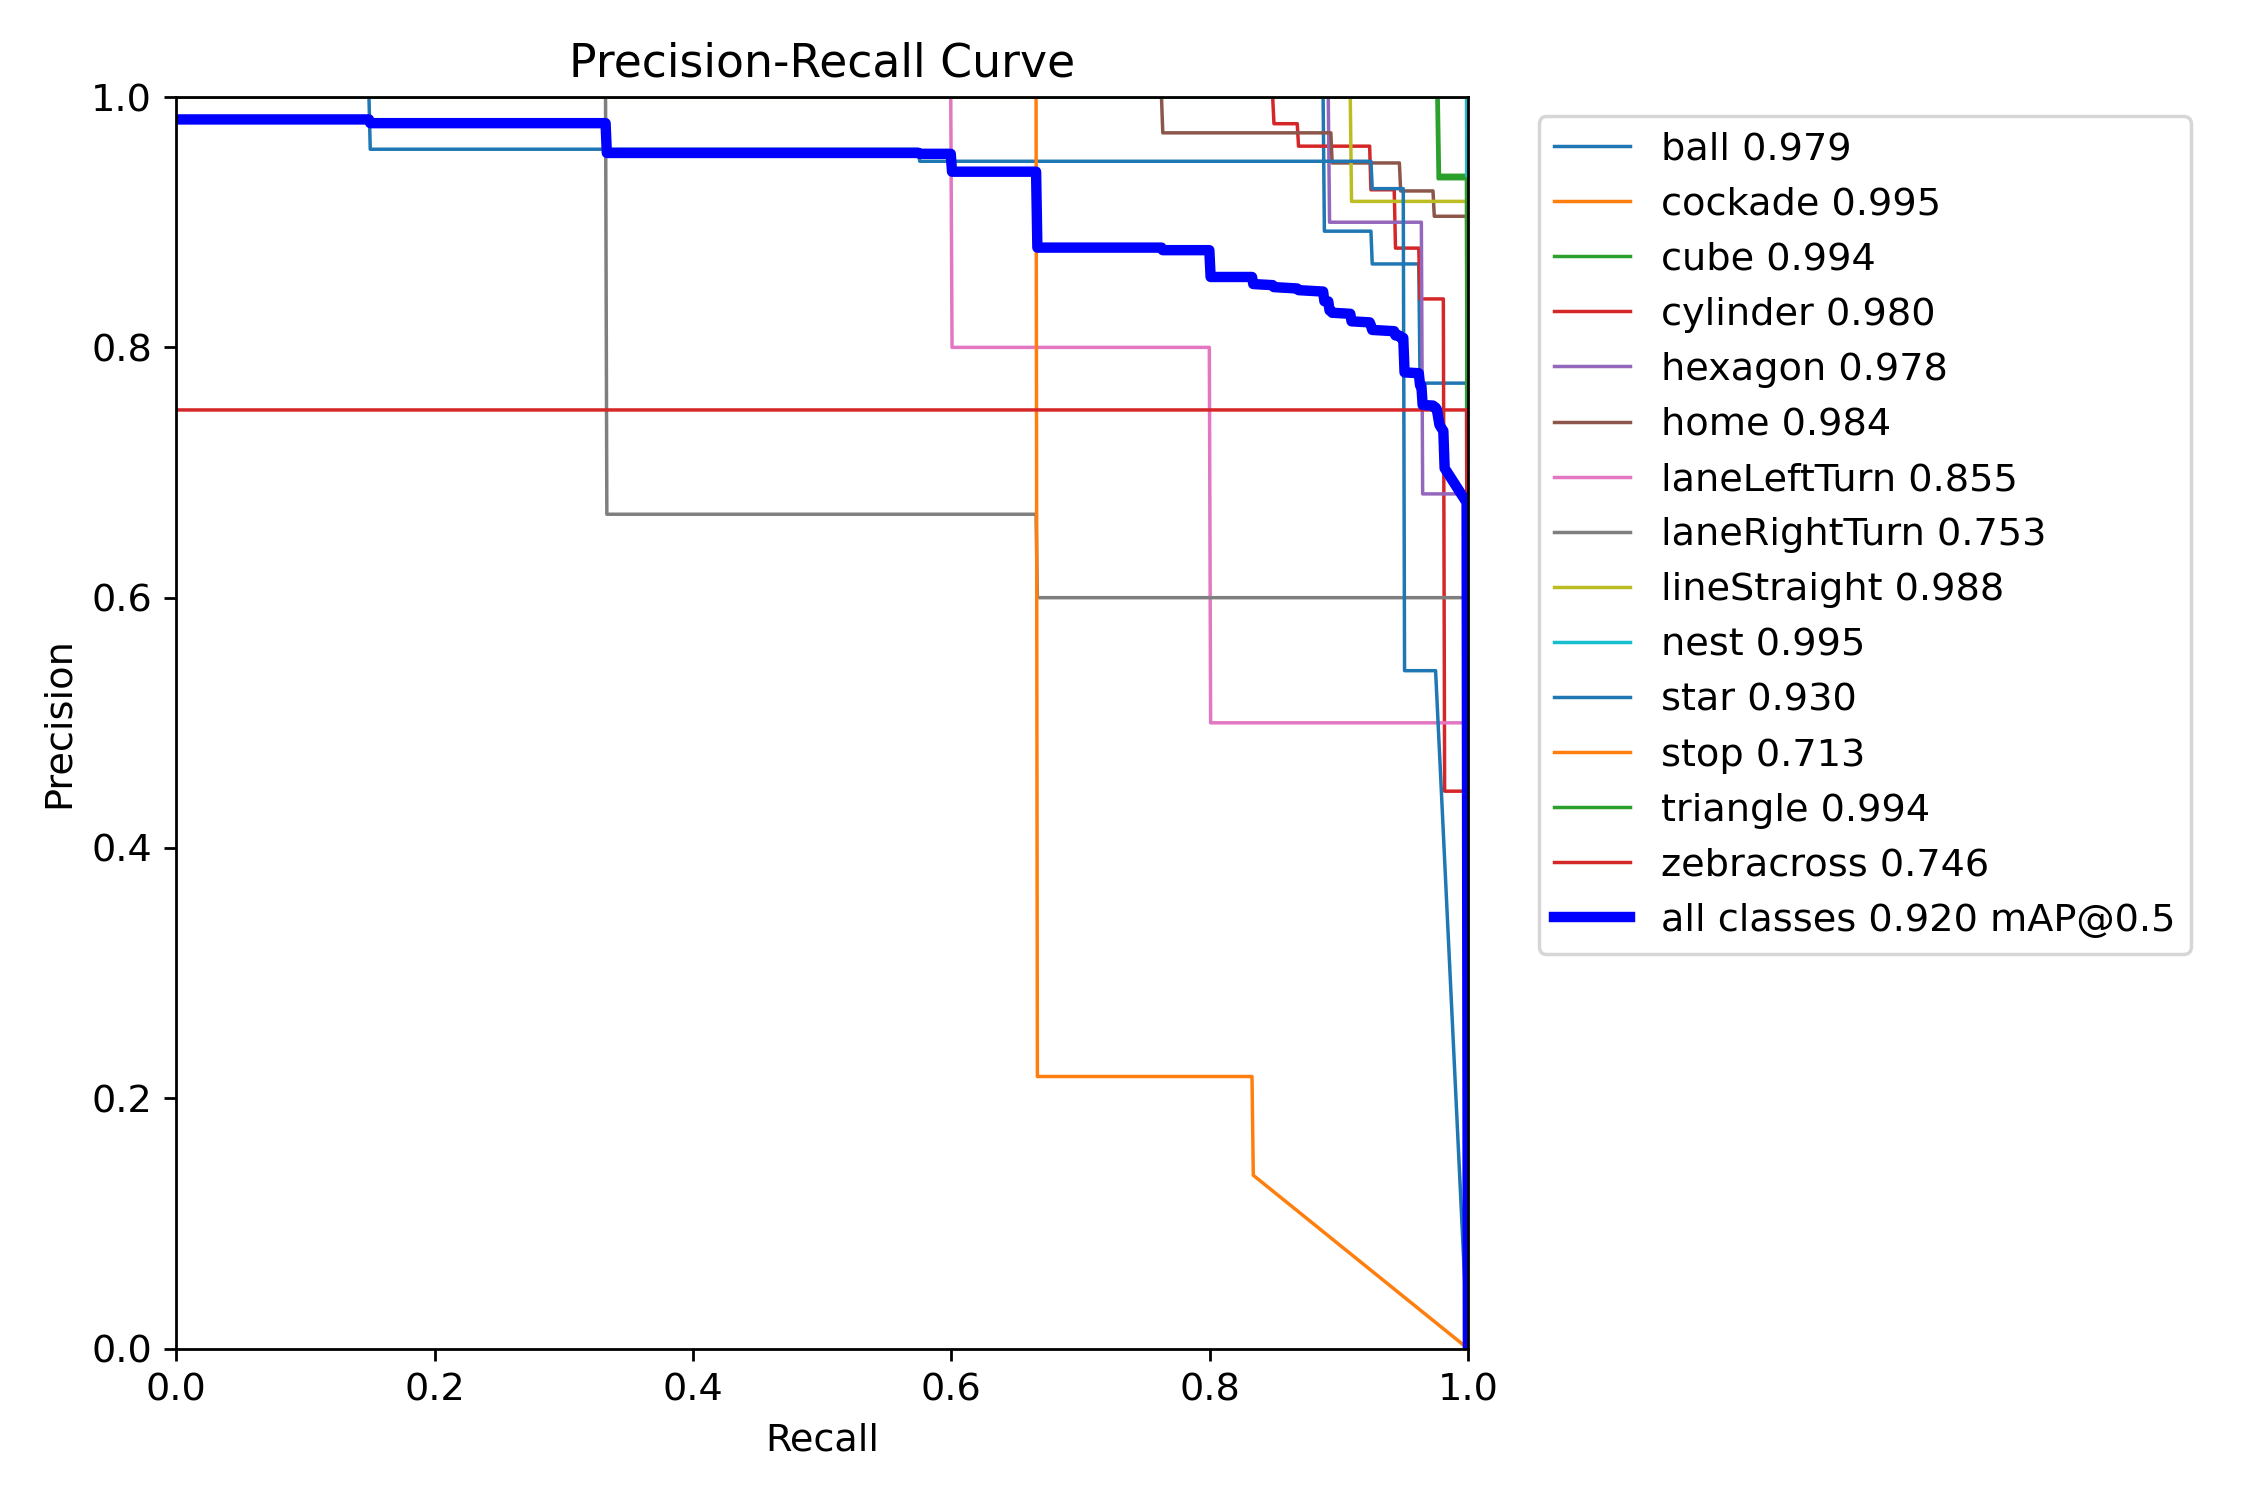 Precision-Recall Curve
1.0
0.8
0.6
0.4
0.2
0.0
Precision
0.0 0.2 0.4 0.6 0.8 1.0
Recall
ball 0.979
cockade 0.995
cube 0.994
cylinder 0.980
hexagon 0.978
home 0.984
laneLeftTurn 0.855
laneRightTurn 0.753
lineStraight 0.988
nest 0.995
star 0.930
stop 0.713
triangle 0.994
zebracross 0.746
all classes 0.920 mAP@0.5